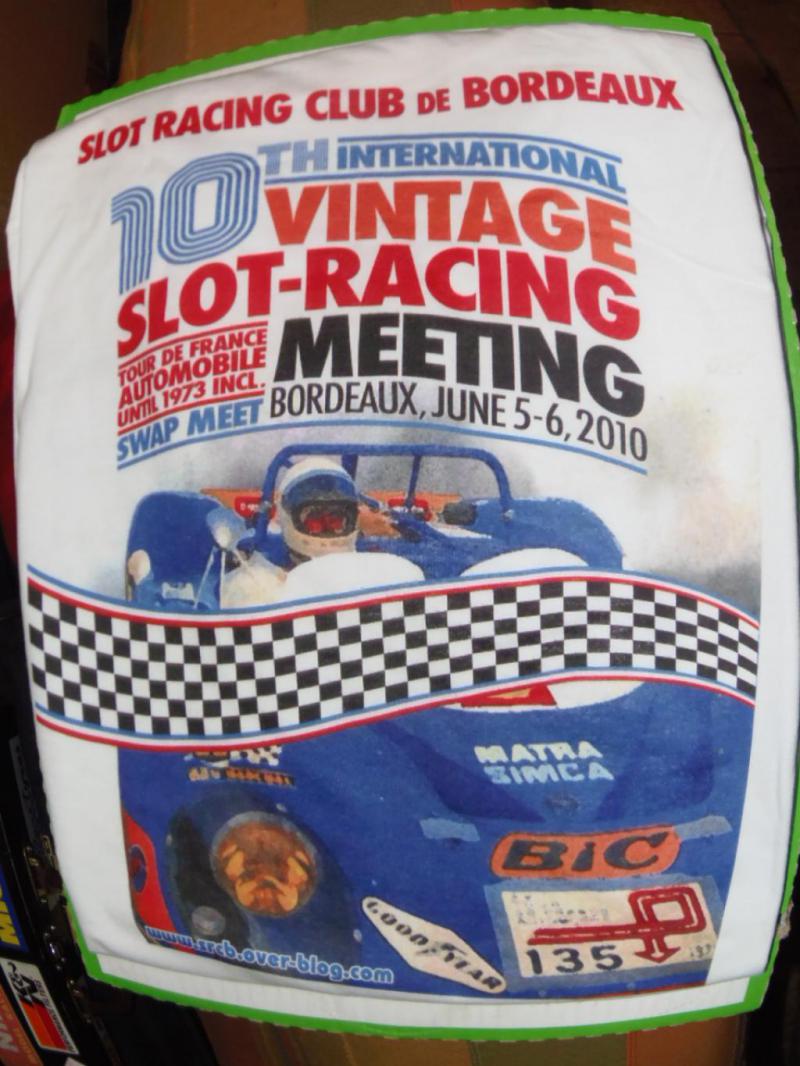 SLOT RACING CLUB DE BORDEAUX
10TH INTERNATIONAL
VINTAGE
SLOT-RACING
MEETING
TOUR DE FRANCE
AUTOMOBILE
UNTIL 1973 INCL.
SWAP MEET
BORDEAUX, JUNE 5-6, 2010
MATRA
SIMCA
BiC
GOODYEAR
135
www.srcb.over-blog.com